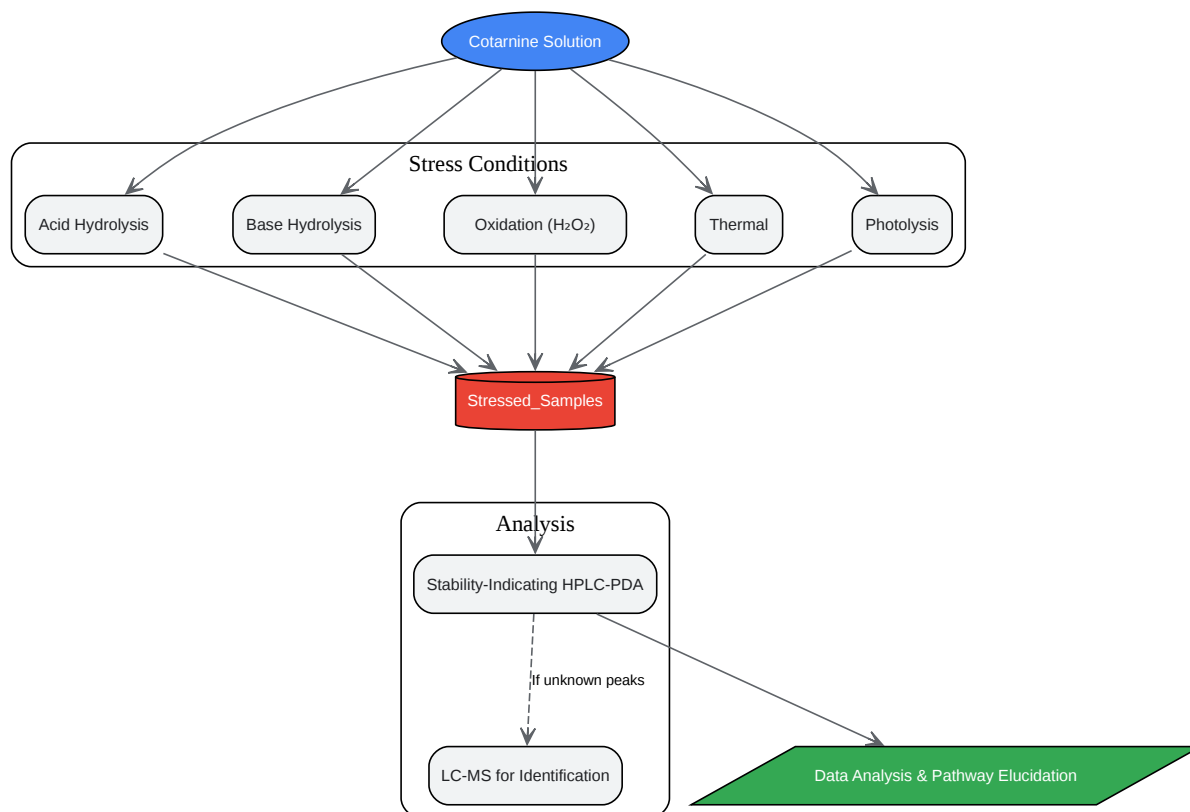 Cotarnine Solution
Stress Conditions
Acid Hydrolysis
Base Hydrolysis
Oxidation (H₂O₂)
Thermal
Photolysis
Stressed_Samples
Analysis
Stability-Indicating HPLC-PDA
If unknown peaks
LC-MS for Identification
Data Analysis & Pathway Elucidation